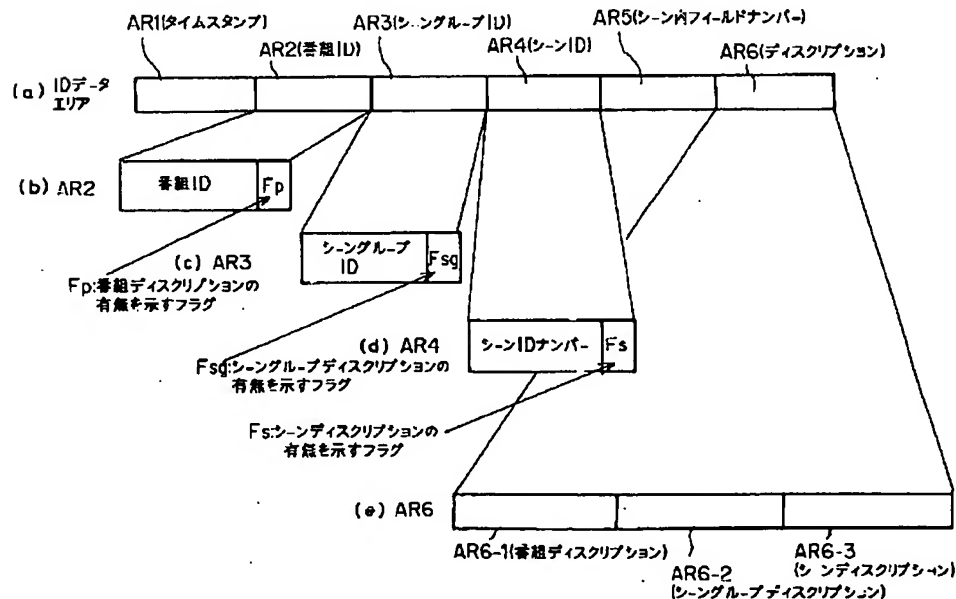 AR1(タイムスタンプ)
AR2(番組ID)
AR3(シーングループID)
AR4(シーンID)
AR5(シーン内フィールドナンバー)
AR6(ディスクリプション)
(a) IDデータ
エリア
(b) AR2
番組ID
Fp
Fp:番組ディスクリプションの
有無を示すフラグ
(c) AR3
シーングループ
ID
Fsg
Fsg:シーングループディスクリプションの
有無を示すフラグ
(d) AR4
シーンIDナンバー
Fs
Fs:シーンディスクリプションの
有無を示すフラグ
(e) AR6
AR6-1(番組ディスクリプション)
AR6-2
(シーングループディスクリプション)
AR6-3
(シーンディスクリプション)